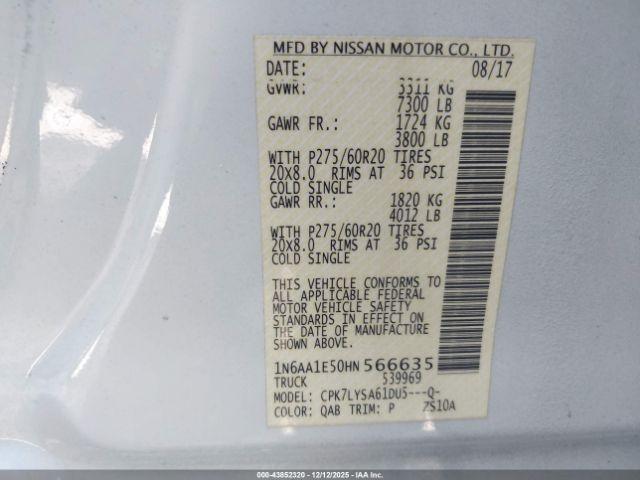 MFD BY NISSAN MOTOR CO., LTD.
DATE: 08/17
GVWR: 3311 KG
7300 LB
GAWR FR.: 1724 KG
3800 LB
WITH P275/60R20 TIRES
20X8.0 RIMS AT 36 PSI
COLD SINGLE
GAWR RR.: 1820 KG
4012 LB
WITH P275/60R20 TIRES
20X8.0 RIMS AT 36 PSI
COLD SINGLE
THIS VEHICLE CONFORMS TO
ALL APPLICABLE FEDERAL
MOTOR VEHICLE SAFETY
STANDARDS IN EFFECT ON
THE DATE OF MANUFACTURE
SHOWN ABOVE.
1N6AA1E50HN566635
TRUCK 539969
MODEL: CPK7LYSA61DU5---Q-
COLOR: QAB TRIM: P ZS10A
000-43852320 - 12/12/2025 - IAA Inc.